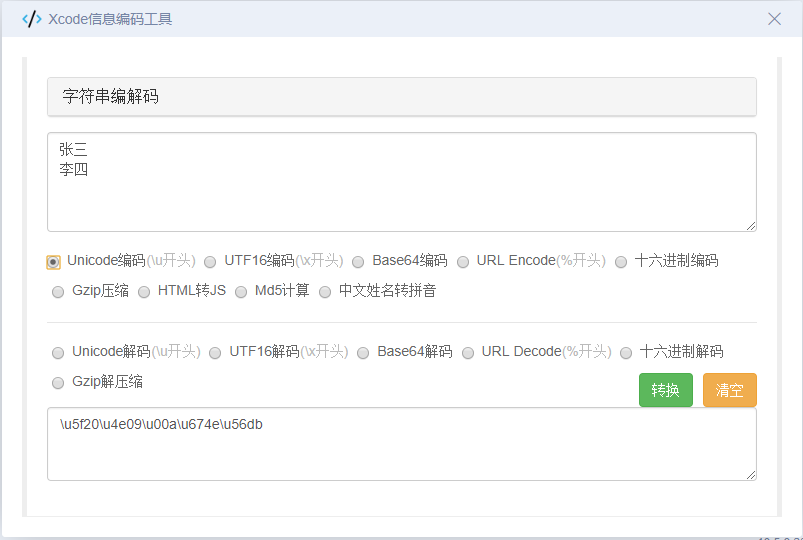 Xcode信息编码工具
字符串编解码
张三
李四
Unicode编码(\u开头) UTF16编码(\x开头) Base64编码 URL Encode(%开头) 十六进制编码
Gzip压缩 HTML转JS Md5计算 中文姓名转拼音
Unicode解码(\u开头) UTF16解码(\x开头) Base64解码 URL Decode(%开头) 十六进制解码
Gzip解压缩 转换 清空
\u5f20\u4e09\u00a\u674e\u56db